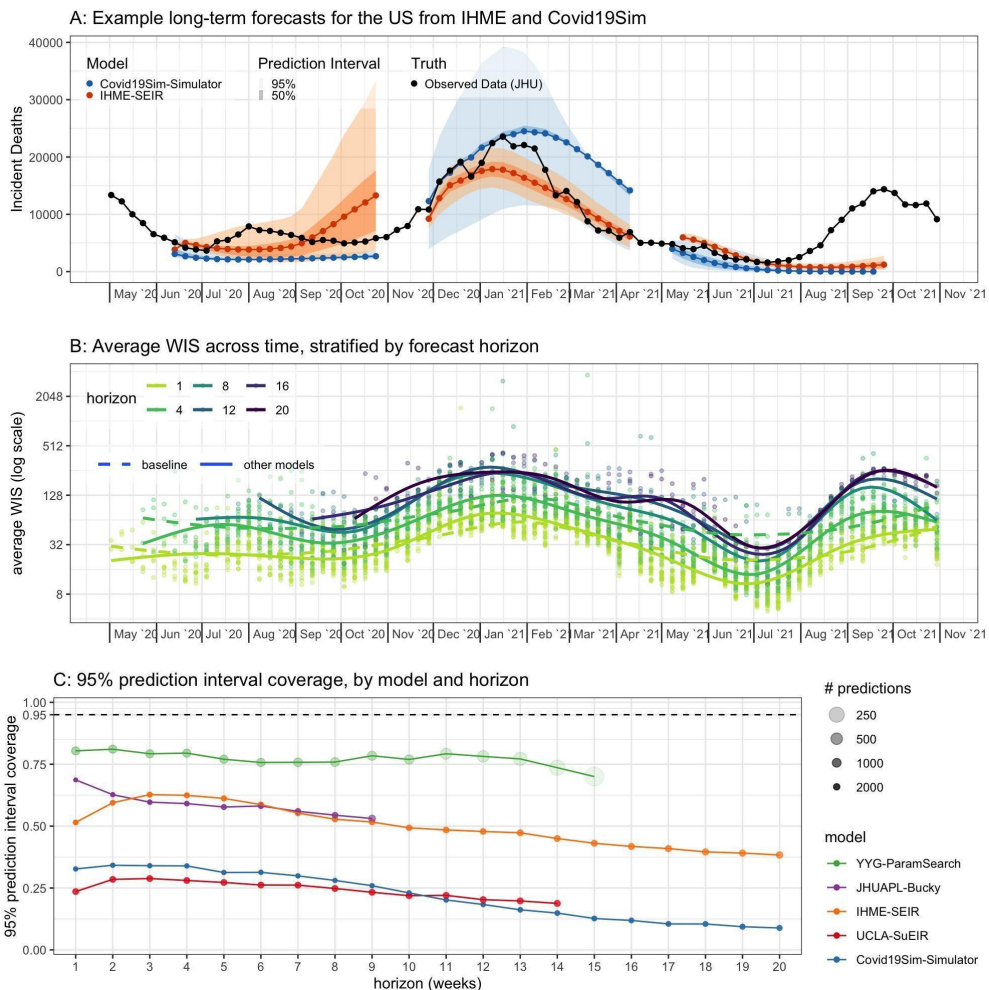 A: Example long-term forecasts for the US from IHME and Covid19Sim
Incident Deaths
40000
30000
20000
10000
0
Model
Covid19Sim-Simulator
IHME-SEIR
Prediction Interval
95%
50%
Truth
Observed Data (JHU)
May `20 Jun `20 Jul `20 Aug `20 Sep `20 Oct `20 Nov `20 Dec `20 Jan `21 Feb `21 Mar `21 Apr `21 May `21 Jun `21 Jul `21 Aug `21 Sep `21 Oct `21 Nov `21
B: Average WIS across time, stratified by forecast horizon
average WIS (log scale)
2048
512
128
32
8
horizon
1 8 16
4 12 20
baseline other models
May `20 Jun `20 Jul `20 Aug `20 Sep `20 Oct `20 Nov `20 Dec `20 Jan `21 Feb `21 Mar `21 Apr `21 May `21 Jun `21 Jul `21 Aug `21 Sep `21 Oct `21 Nov `21
C: 95% prediction interval coverage, by model and horizon
95% prediction interval coverage
1.00
0.95
0.75
0.50
0.25
0.00
1 2 3 4 5 6 7 8 9 10 11 12 13 14 15 16 17 18 19 20
horizon (weeks)
# predictions
250
500
1000
2000
model
YYG-ParamSearch
JHUAPL-Bucky
IHME-SEIR
UCLA-SuEIR
Covid19Sim-Simulator